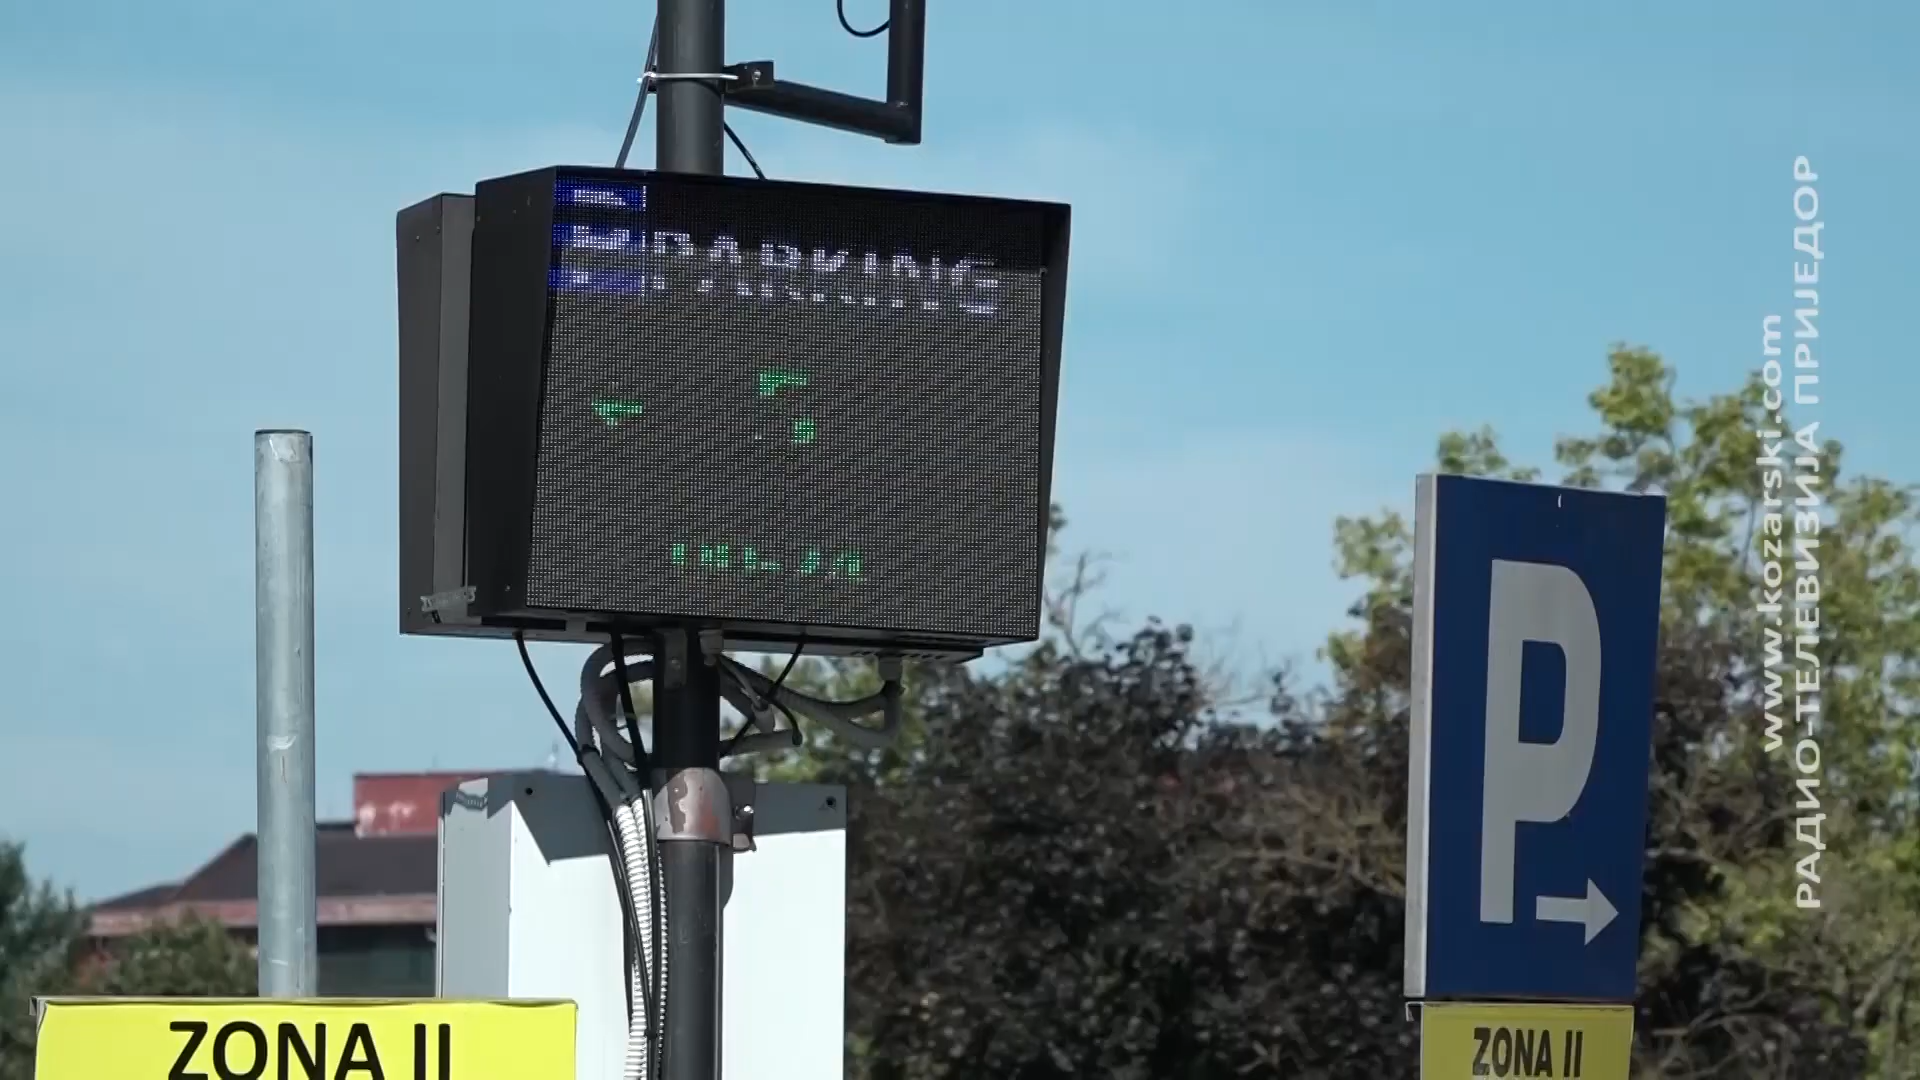 PARKING
P
ZONA II
ZONA II
www.kozarski.com
РАДИО-ТЕЛЕВИЗИЈА ПРИЈЕДОР